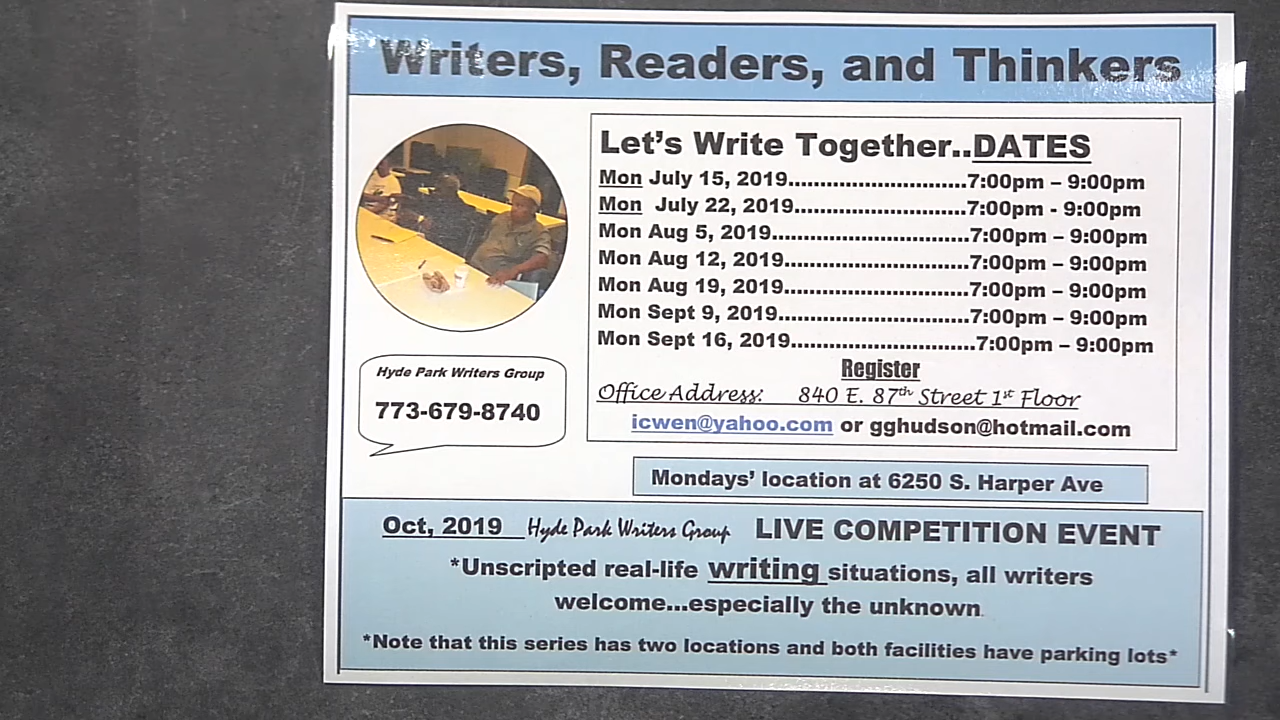 Writers, Readers, and Thinkers
Let's Write Together..DATES
Mon July 15, 2019.................................7:00pm – 9:00pm
Mon July 22, 2019................................7:00pm - 9:00pm
Mon Aug 5, 2019.....................................7:00pm – 9:00pm
Mon Aug 12, 2019..................................7:00pm – 9:00pm
Mon Aug 19, 2019..................................7:00pm – 9:00pm
Mon Sept 9, 2019...................................7:00pm – 9:00pm
Mon Sept 16, 2019..................................7:00pm – 9:00pm
Register
Office Address: 840 E. 87th Street 1st Floor
icwen@yahoo.com or gghudson@hotmail.com
Hyde Park Writers Group
773-679-8740
Mondays' location at 6250 S. Harper Ave
Oct, 2019 Hyde Park Writers Group LIVE COMPETITION EVENT
*Unscripted real-life writing situations, all writers
welcome...especially the unknown.
*Note that this series has two locations and both facilities have parking lots*